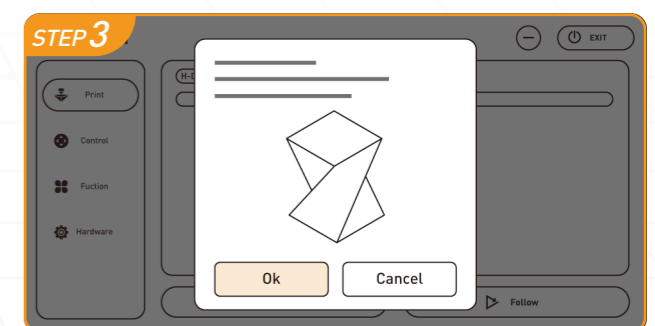 STEP 3
EXIT
H-
Print
Control
Fuction
Hardware
Ok
Cancel
Follow